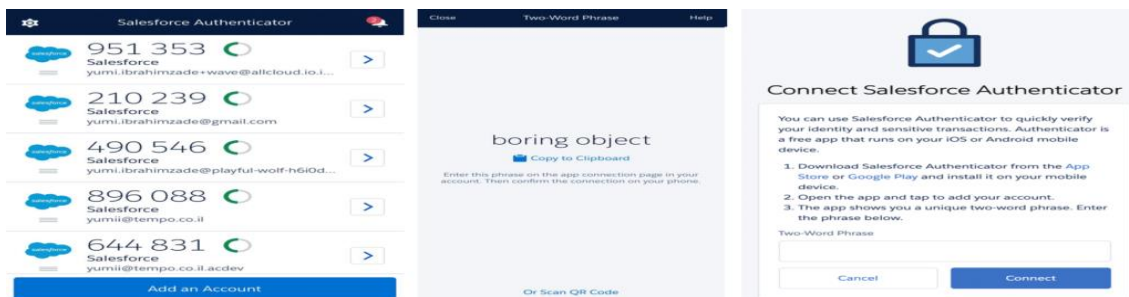 Salesforce Authenticator
951 353
Salesforce
yumi.ibrahimzade+wave@allcloud.io.i...
210 239
Salesforce
yumi.ibrahimzade@gmail.com
490 546
Salesforce
yumi.ibrahimzade@playful-wolf-h6i0d...
896 088
Salesforce
yumii@tempo.co.il
644 831
Salesforce
yumii@tempo.co.il.acdev
Add an Account
Close Two-Word Phrase Help
boring object
Copy to Clipboard
Enter this phrase on the app connection page in your
account. Then confirm the connection on your phone.
Or Scan QR Code
Connect Salesforce Authenticator
You can use Salesforce Authenticator to quickly verify
your identity and sensitive transactions. Authenticator is
a free app that runs on your iOS or Android mobile
device.
1. Download Salesforce Authenticator from the App
Store or Google Play and install it on your mobile
device.
2. Open the app and tap to add your account.
3. The app shows you a unique two-word phrase. Enter
the phrase below.
Two-Word Phrase
Cancel Connect